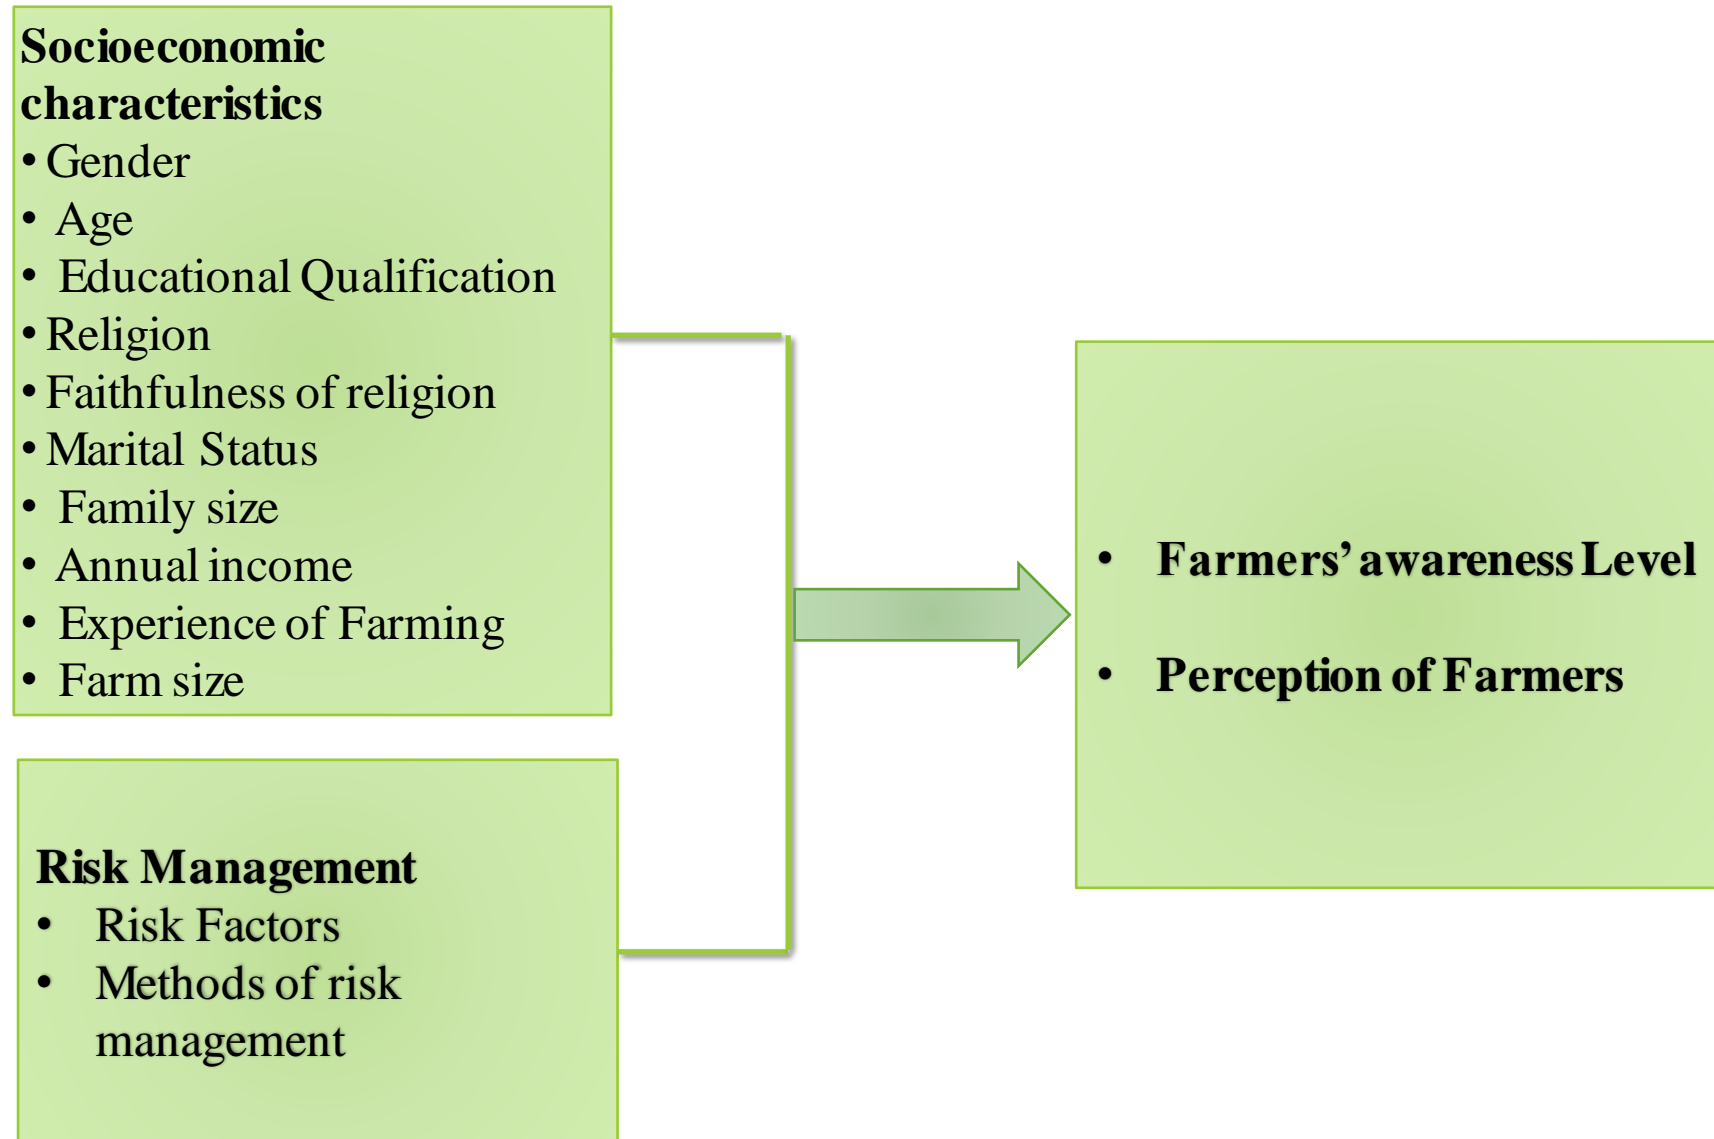 Socioeconomic
characteristics
• Gender
• Age
• Educational Qualification
• Religion
• Faithfulness of religion
• Marital Status
• Family size
• Annual income
• Experience of Farming
• Farm size
Risk Management
• Risk Factors
• Methods of risk
management
• Farmers’ awareness Level
• Perception of Farmers